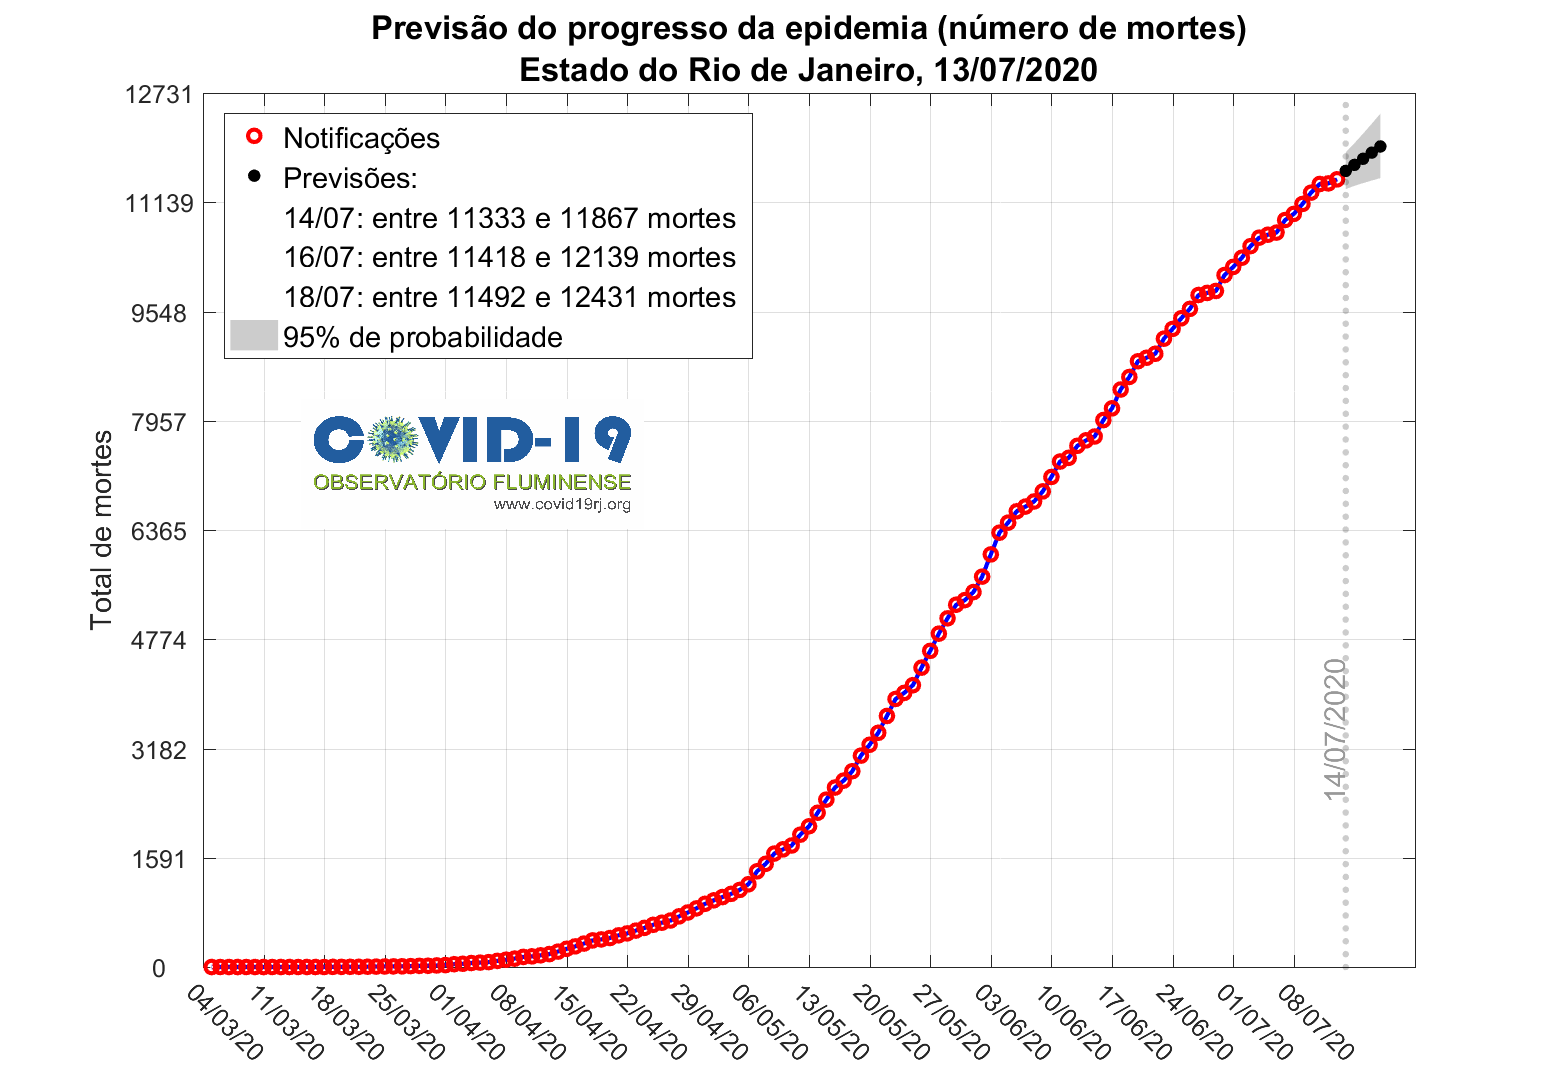 Previsão do progresso da epidemia (número de mortes)
Estado do Rio de Janeiro, 13/07/2020
12731
11139
9548
7957
6365
4774
3182
1591
0
Total de mortes
Notificações
Previsões:
14/07: entre 11333 e 11867 mortes
16/07: entre 11418 e 12139 mortes
18/07: entre 11492 e 12431 mortes
95% de probabilidade
COVID-19
OBSERVATÓRIO FLUMINENSE
www.covid19rj.org
14/07/2020
04/03/20
11/03/20
18/03/20
25/03/20
01/04/20
08/04/20
15/04/20
22/04/20
29/04/20
06/05/20
13/05/20
20/05/20
27/05/20
03/06/20
10/06/20
17/06/20
24/06/20
01/07/20
08/07/20